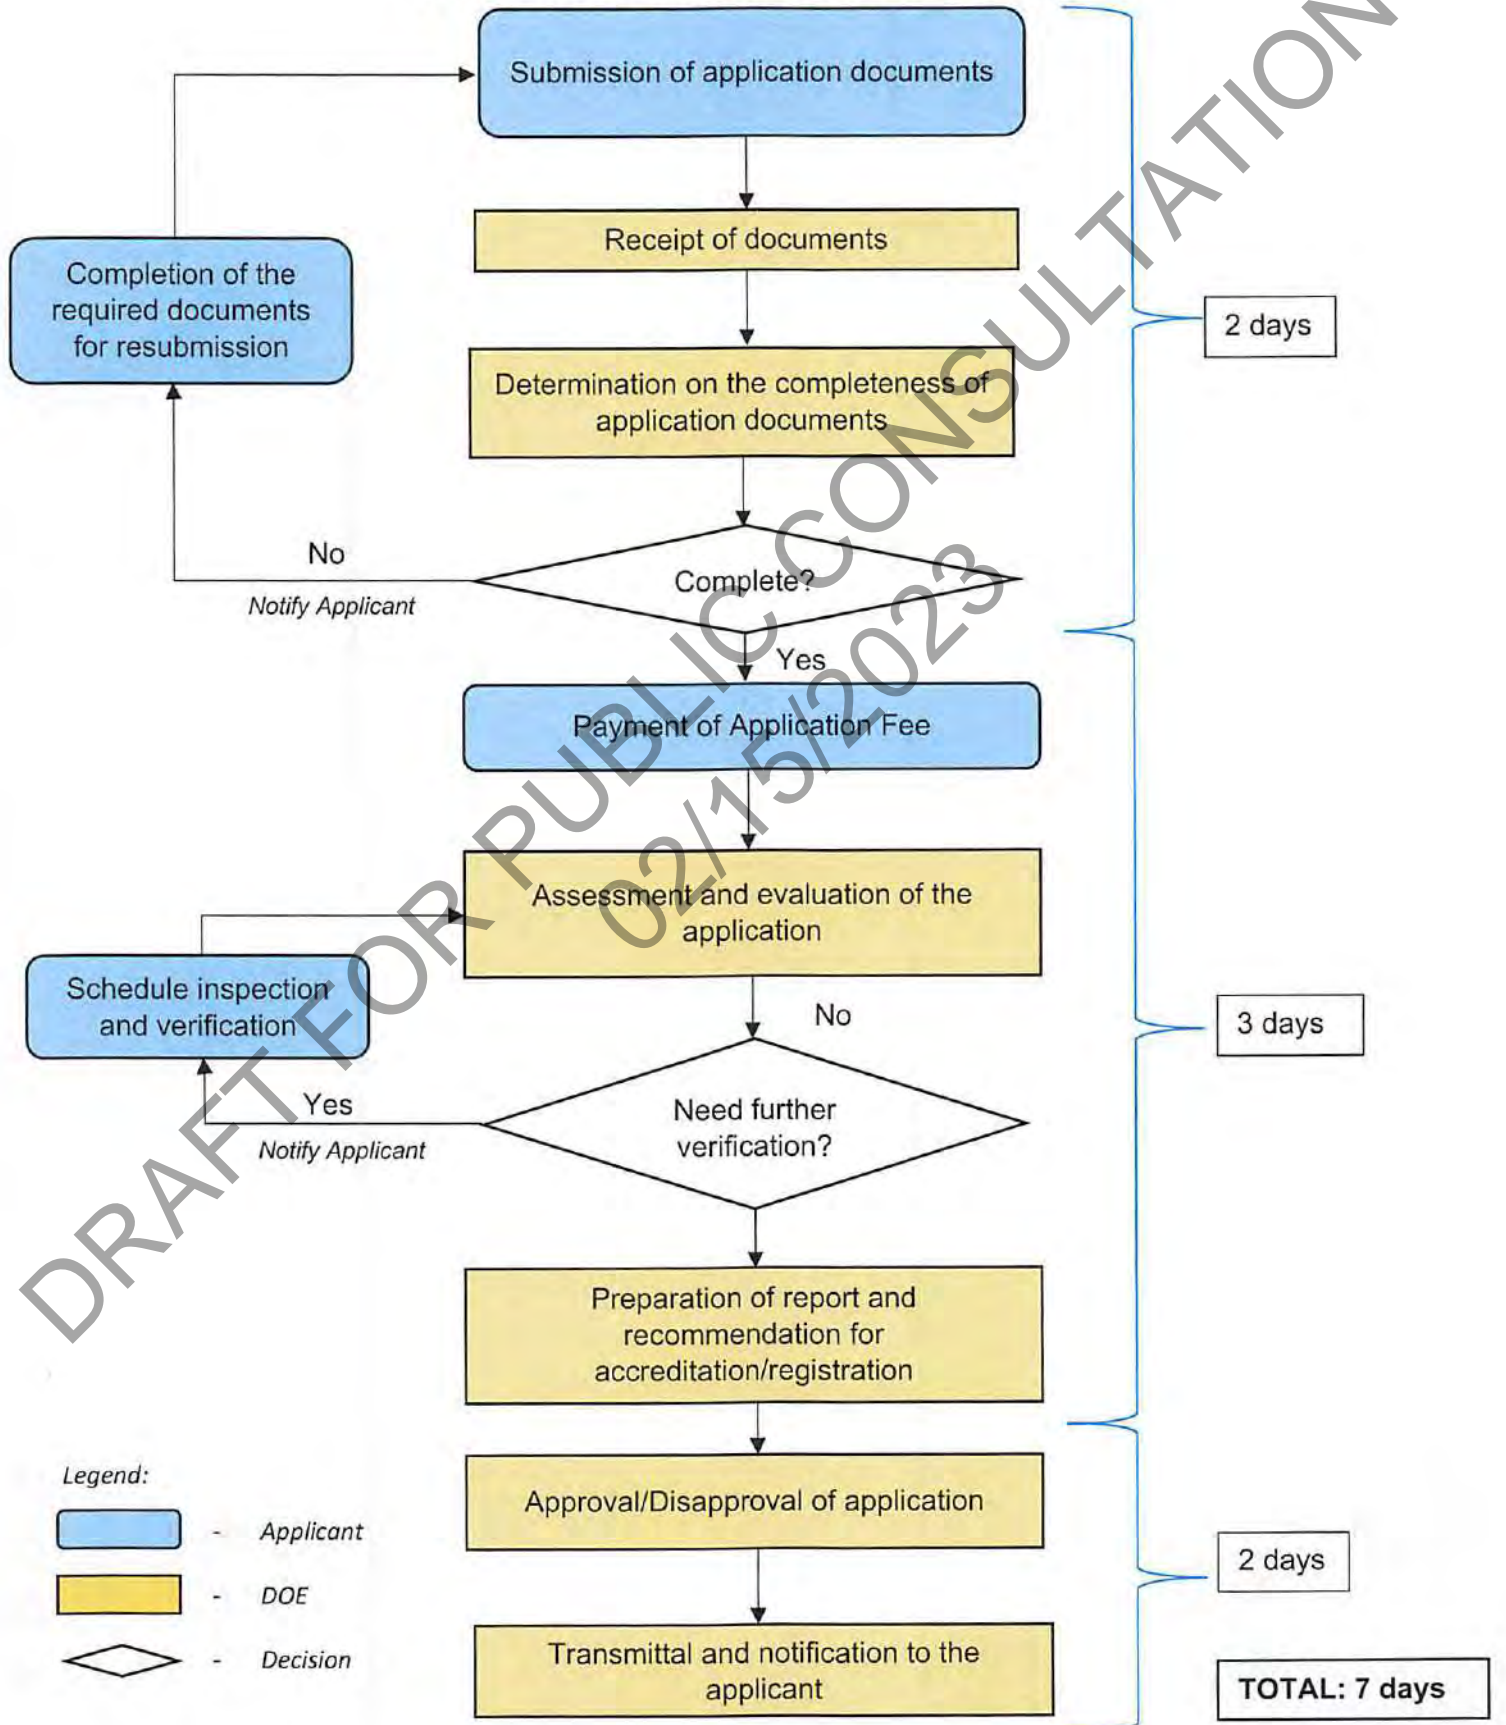 Submission of application documents
Receipt of documents
Completion of the
required documents
for resubmission
2 days
Determination on the completeness of
application documents
No
Notify Applicant
Complete?
Yes
Payment of Application Fee
Assessment and evaluation of the
application
Schedule inspection
and verification
No
3 days
Yes
Notify Applicant
Need further
verification?
Preparation of report and
recommendation for
accreditation/registration
Approval/Disapproval of application
2 days
Transmittal and notification to the
applicant
TOTAL: 7 days
Legend:
- Applicant
- DOE
- Decision
DRAFT FOR PUBLIC CONSULTATION
02/15/2023